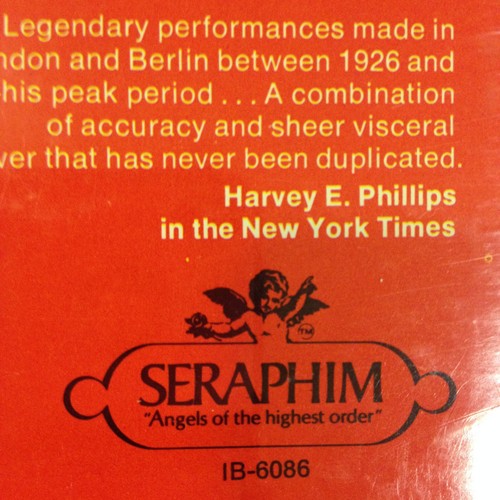 Legendary performances made in
and Berlin between 1926 and
his peak period ... A combination
of accuracy and sheer visceral
that has never been duplicated.
Harvey E. Phillips
in the New York Times
TM
SERAPHIM
"Angels of the highest order"
IB-6086